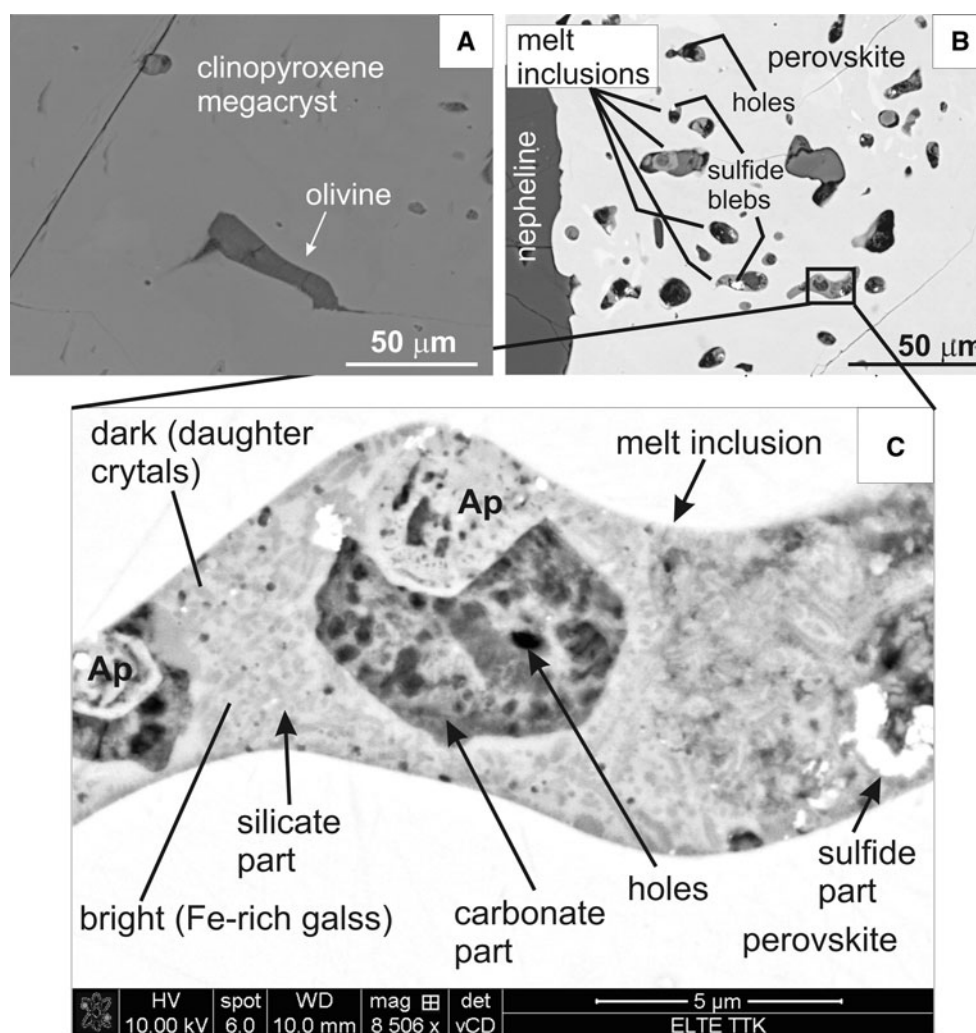 A
clinopyroxene
megacryst
olivine
50 μm
B
melt
inclusions
perovskite
holes
sulfide
blebs
nepheline
50 μm
C
dark (daughter
crytals)
melt inclusion
Ap
Ap
silicate
part
bright (Fe-rich galss)
carbonate
part
holes
sulfide
part
perovskite
HV spot WD mag det
10.00 kV 6.0 10.0 mm 8 506 x vCD
5 μm
ELTE TTK